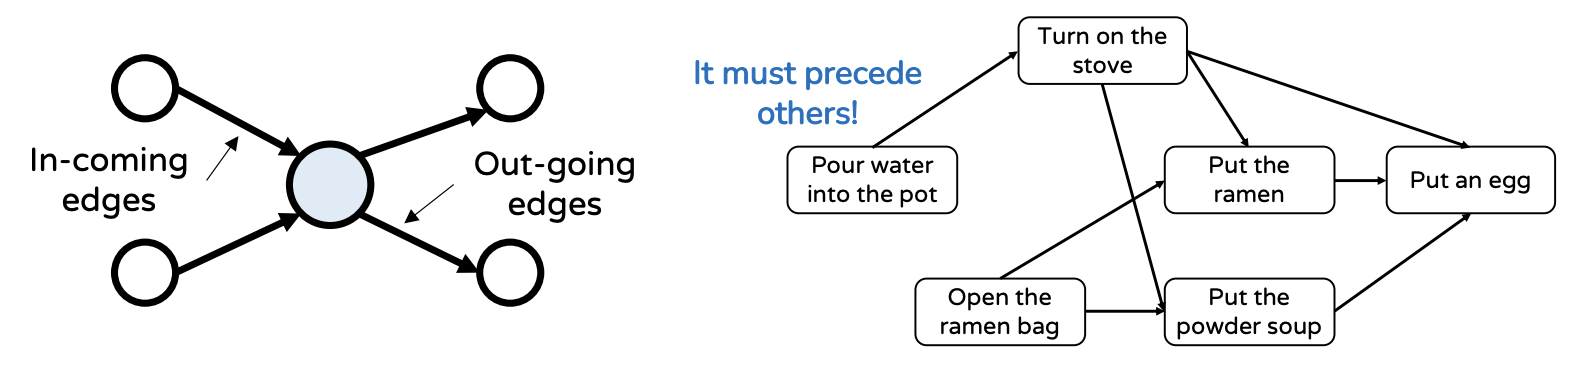 In-coming
edges
Out-going
edges
It must precede
others!
Turn on the
stove
Pour water
into the pot
Put the
ramen
Put an egg
Open the
ramen bag
Put the
powder soup